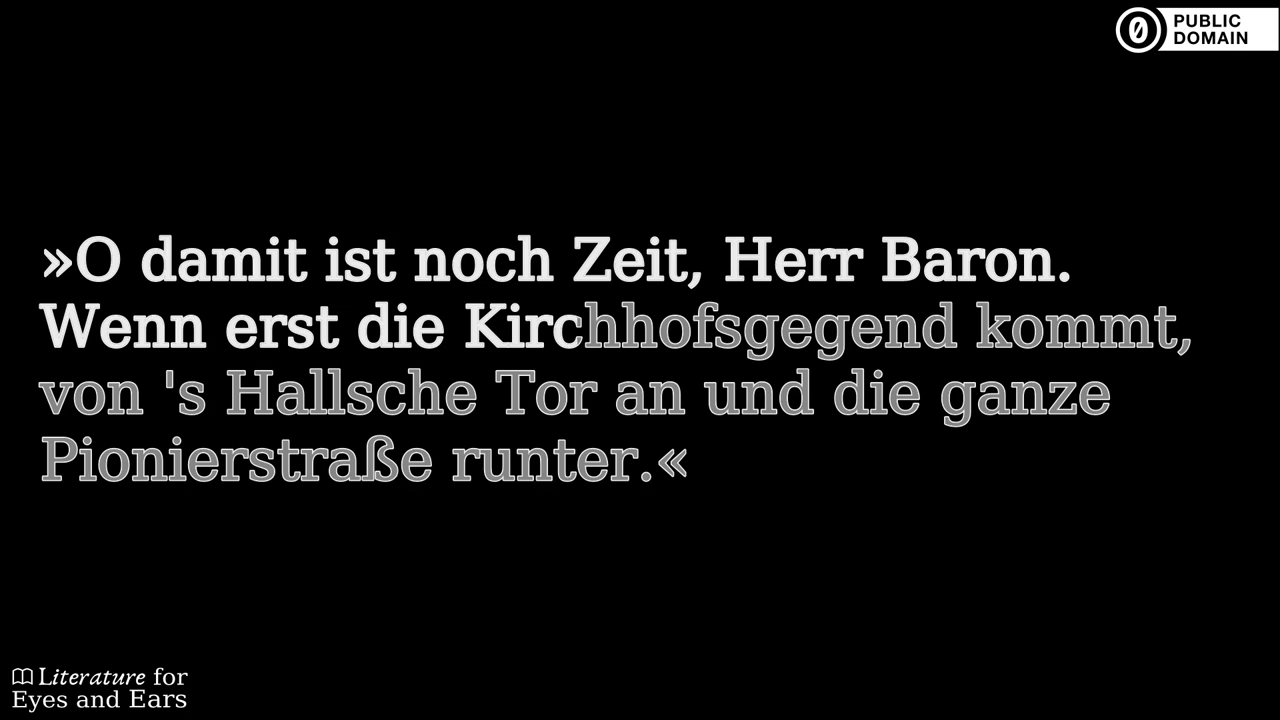 PUBLIC
DOMAIN
»O damit ist noch Zeit, Herr Baron.
Wenn erst die Kirchhofsgegend kommt,
von 's Hallsche Tor an und die ganze
Pionierstraße runter.«
Literature for
Eyes and Ears